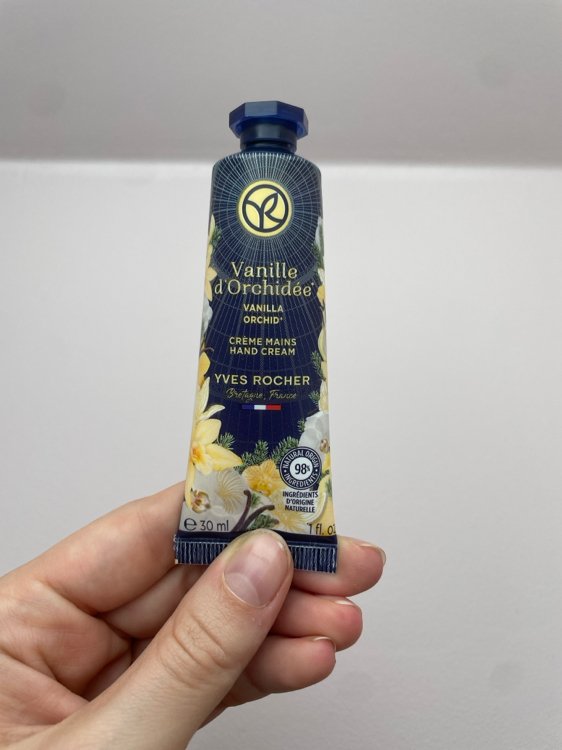 Vanille
d'Orchidée*
VANILLA
ORCHID*
CRÈME MAINS
HAND CREAM
YVES ROCHER
Bretagne, France
NATURAL ORIGIN
98%
INGREDIENTS
INGRÉDIENTS
D'ORIGINE
NATURELLE
℮ 30 ml 1 fl. oz